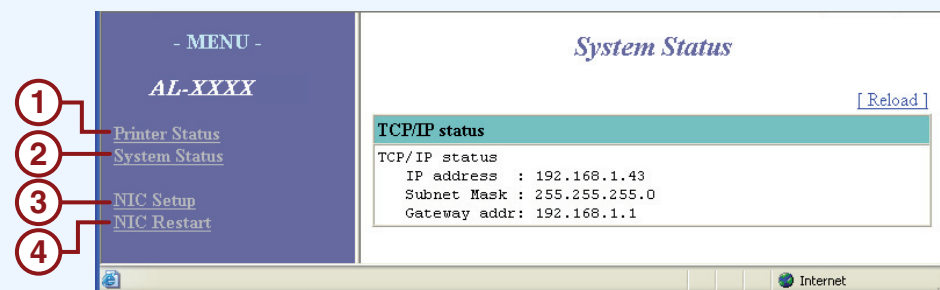 - MENU -
AL-XXXX
1
Printer Status
2
System Status
3
NIC Setup
4
NIC Restart
System Status
[ Reload ]
TCP/IP status
TCP/IP status
IP address : 192.168.1.43
Subnet Mask : 255.255.255.0
Gateway addr: 192.168.1.1
Internet